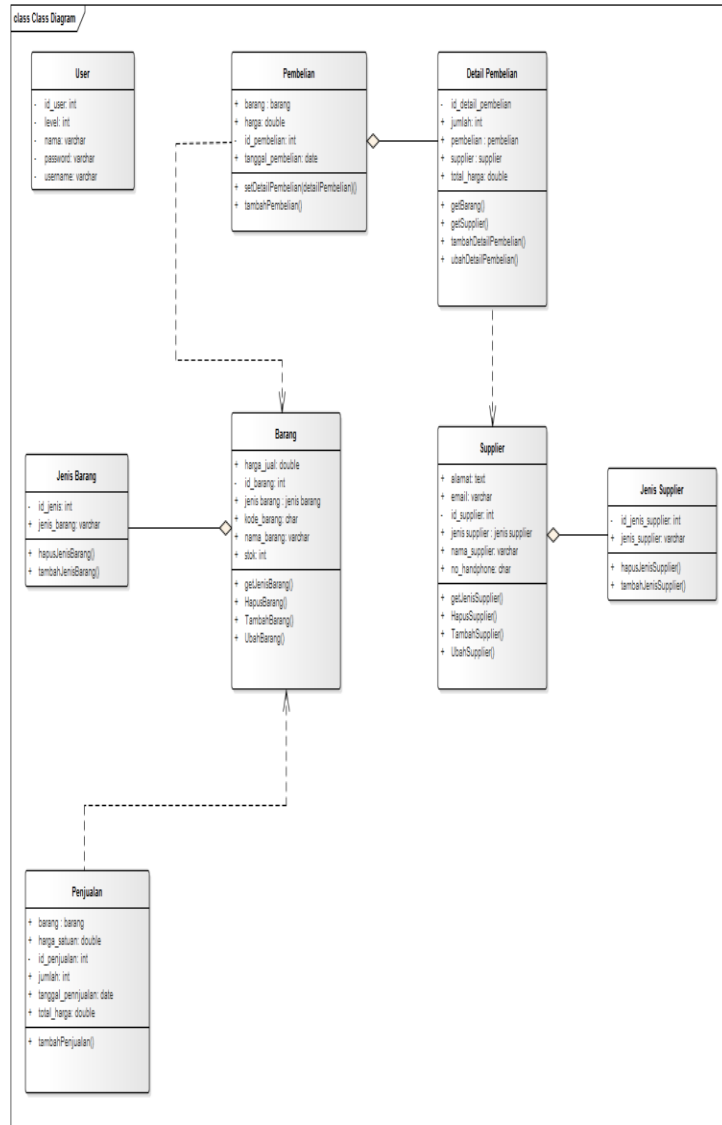 class Class Diagram
User
- id_user: int
- level: int
- nama: varchar
- password: varchar
- username: varchar
Pembelian
+ barang : barang
+ harga: double
- id_pembelian: int
+ tanggal_pembelian: date
+ setDetailPembelian(detailPembelian)()
+ tambahPembelian()
Detail Pembelian
- id_detail_pembelian
+ jumlah: int
+ pembelian : pembelian
+ supplier : supplier
+ total_harga: double
+ getBarang()
+ getSupplier()
+ tambahDetailPembelian()
+ ubahDetailPembelian()
Jenis Barang
- id_jenis: int
+ jenis_barang: varchar
+ hapusJenisBarang()
+ tambahJenisBarang()
Barang
+ harga_jual: double
- id_barang: int
+ jenis barang : jenis barang
+ kode_barang: char
+ nama_barang: varchar
+ stok: int
+ getJenisBarang()
+ HapusBarang()
+ TambahBarang()
+ UbahBarang()
Supplier
+ alamat: text
+ email: varchar
- id_supplier: int
+ jenis supplier : jenis supplier
+ nama_supplier: varchar
+ no_handphone: char
+ getJenisSupplier()
+ HapusSupplier()
+ TambahSupplier()
+ UbahSupplier()
Jenis Supplier
- id_jenis_supplier: int
+ jenis_supplier: varchar
+ hapusJenisSupplier()
+ tambahJenisSupplier()
Penjualan
+ barang : barang
+ harga_satuan: double
- id_penjualan: int
+ jumlah: int
+ tanggal_pennjualan: date
+ total_harga: double
+ tambahPenjualan()